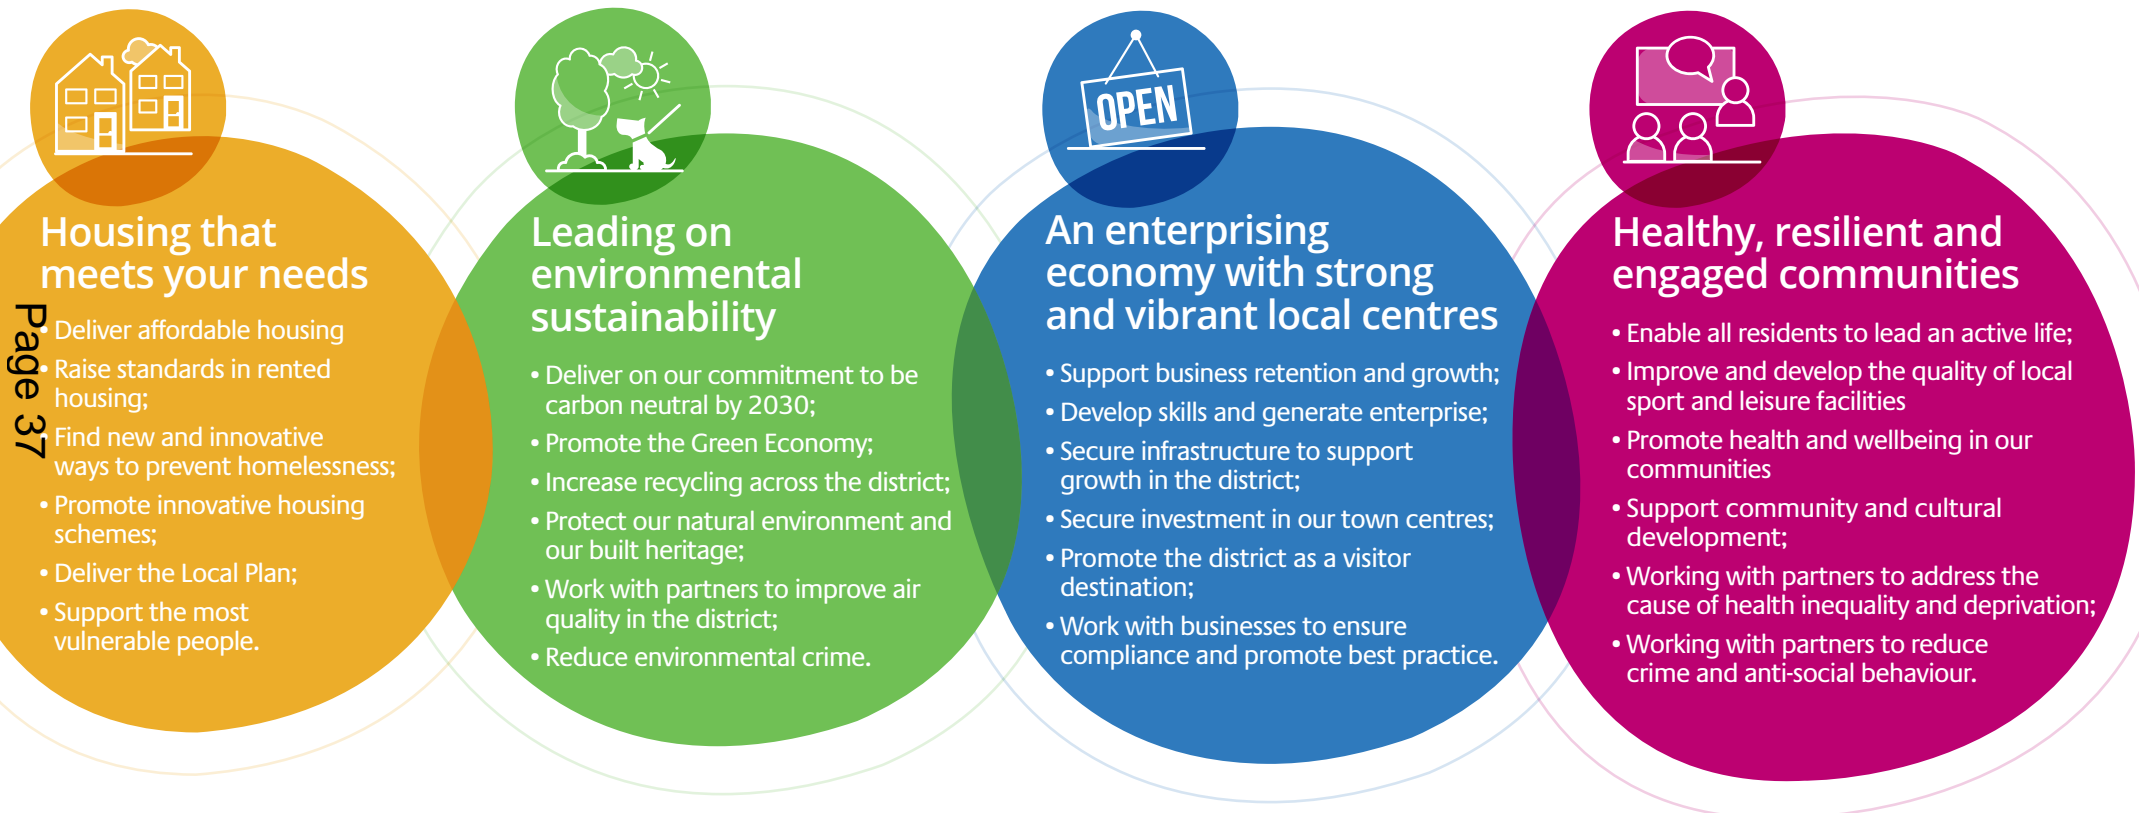 Housing that
meets your needs
• Deliver affordable housing
• Raise standards in rented
housing;
• Find new and innovative
ways to prevent homelessness;
• Promote innovative housing
schemes;
• Deliver the Local Plan;
• Support the most
vulnerable people.
Page 37
Leading on
environmental
sustainability
• Deliver on our commitment to be
carbon neutral by 2030;
• Promote the Green Economy;
• Increase recycling across the district;
• Protect our natural environment and
our built heritage;
• Work with partners to improve air
quality in the district;
• Reduce environmental crime.
OPEN
An enterprising
economy with strong
and vibrant local centres
• Support business retention and growth;
• Develop skills and generate enterprise;
• Secure infrastructure to support
growth in the district;
• Secure investment in our town centres;
• Promote the district as a visitor
destination;
• Work with businesses to ensure
compliance and promote best practice.
Healthy, resilient and
engaged communities
• Enable all residents to lead an active life;
• Improve and develop the quality of local
sport and leisure facilities
• Promote health and wellbeing in our
communities
• Support community and cultural
development;
• Working with partners to address the
cause of health inequality and deprivation;
• Working with partners to reduce
crime and anti-social behaviour.